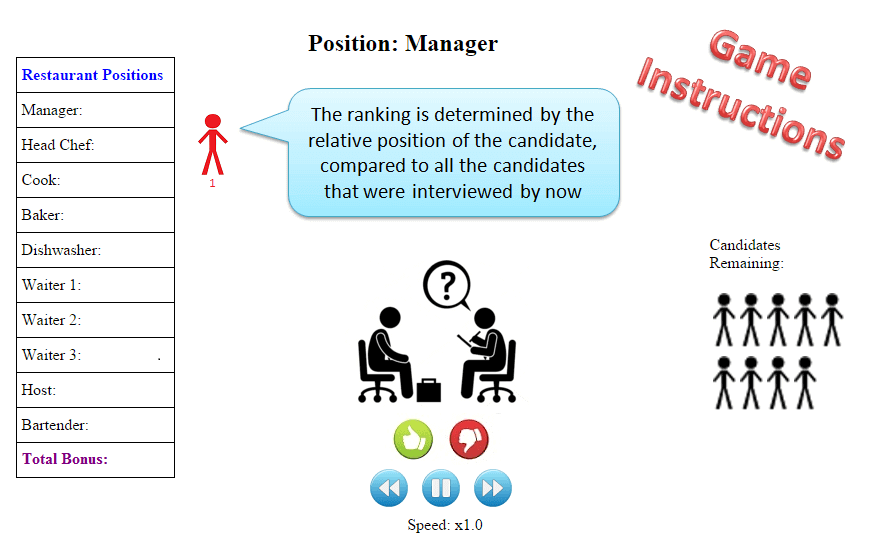 Position: Manager
Game
Instructions
Restaurant Positions
Manager:
Head Chef:
Cook:
Baker:
Dishwasher:
Waiter 1:
Waiter 2:
Waiter 3: .
Host:
Bartender:
Total Bonus:
1
The ranking is determined by the
relative position of the candidate,
compared to all the candidates
that were interviewed by now
?
Candidates
Remaining:
Speed: x1.0